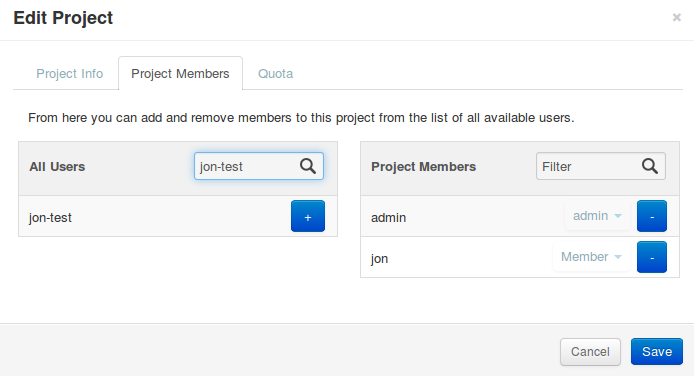 Edit Project ×
Project Info Project Members Quota
From here you can add and remove members to this project from the list of all available users.
All Users jon-test
jon-test +
Project Members Filter
admin admin -
jon Member -
Cancel Save